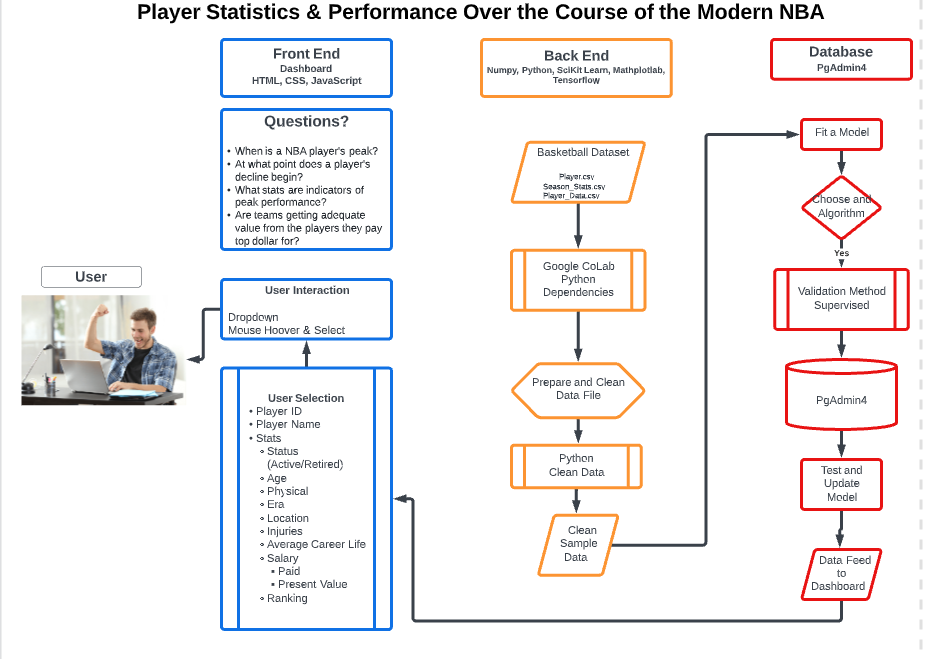 Player Statistics & Performance Over the Course of the Modern NBA
Front End
Dashboard
HTML, CSS, JavaScript
Back End
Numpy, Python, SciKit Learn, Mathplotlab,
Tensorflow
Database
PgAdmin4
Questions?
• When is a NBA player's peak?
• At what point does a player's
decline begin?
• What stats are indicators of
peak performance?
• Are teams getting adequate
value from the players they pay
top dollar for?
User
User Interaction
Dropdown
Mouse Hoover & Select
User Selection
• Player ID
• Player Name
• Stats
∘ Status
(Active/Retired)
∘ Age
∘ Physical
∘ Era
∘ Location
∘ Injuries
∘ Average Career Life
∘ Salary
▪ Paid
▪ Present Value
∘ Ranking
Basketball Dataset
Player.csv
Season_Stats.csv
Player_Data.csv
Google CoLab
Python
Dependencies
Prepare and Clean
Data File
Python
Clean Data
Clean
Sample
Data
Fit a Model
Choose and
Algorithm
Yes
Validation Method
Supervised
PgAdmin4
Test and
Update
Model
Data Feed
to
Dashboard